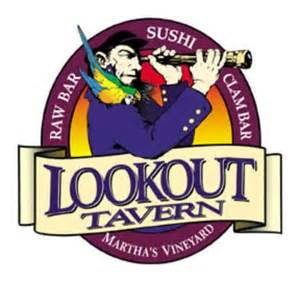 RAW BAR
SUSHI
CLAM BAR
LOOKOUT
TAVERN
MARTHA'S VINEYARD